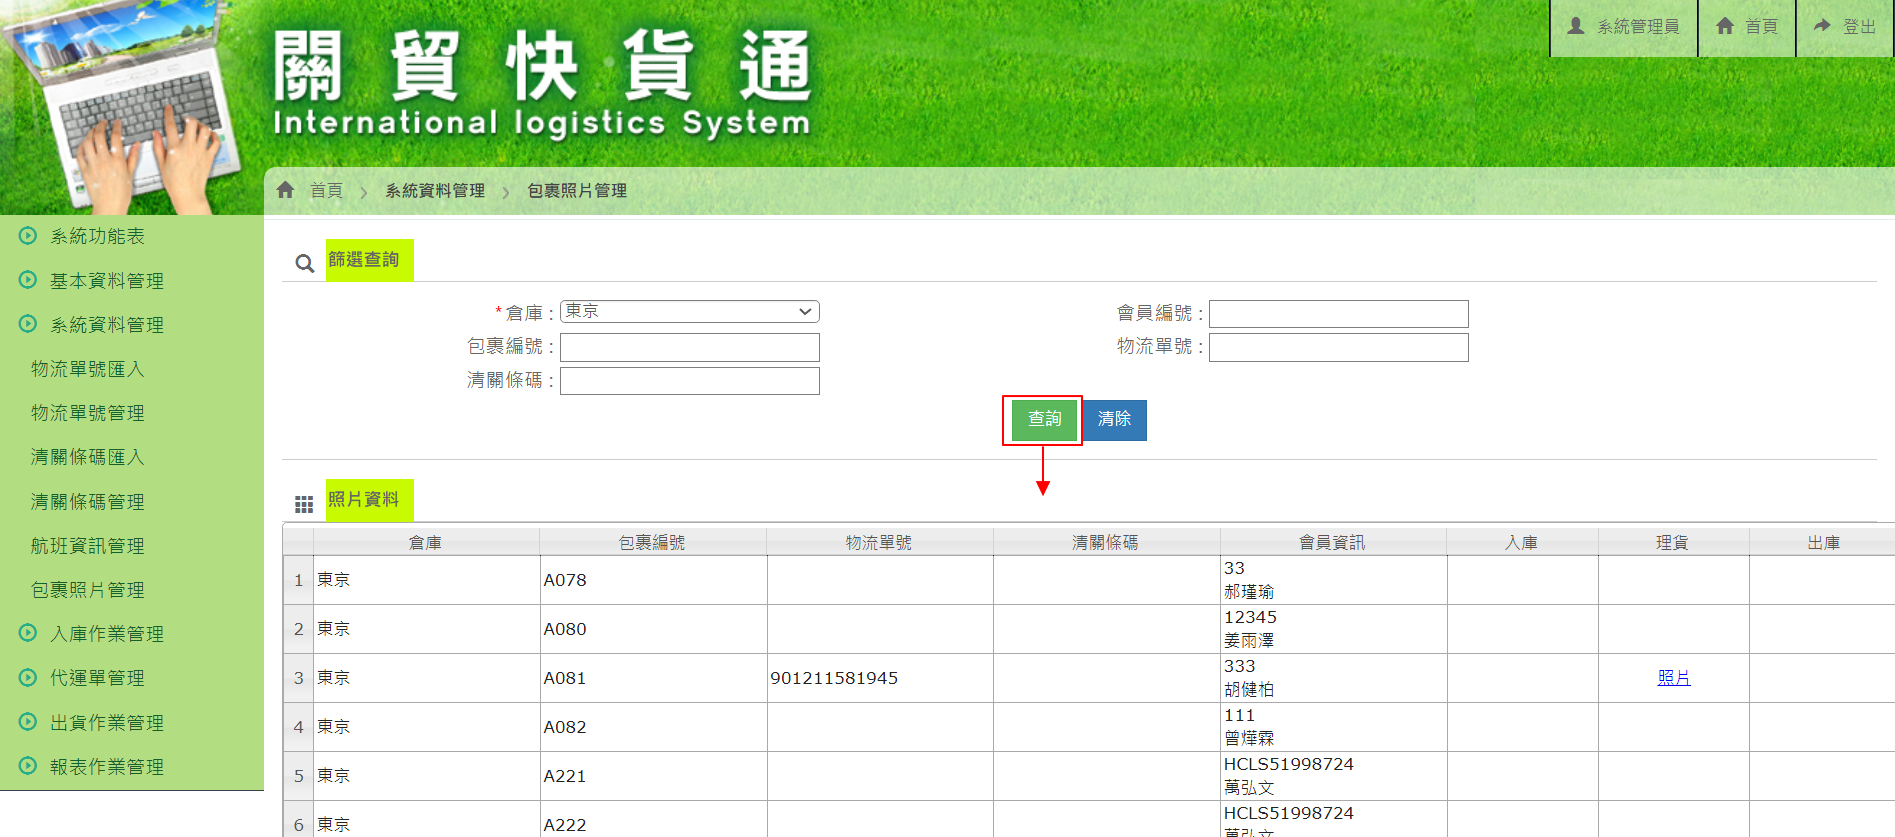 關貿快貨通
International logistics System
系統管理員
首頁
登出
首頁 > 系統資料管理 > 包裹照片管理
系統功能表
基本資料管理
系統資料管理
物流單號匯入
物流單號管理
清關條碼匯入
清關條碼管理
航班資訊管理
包裹照片管理
入庫作業管理
代運單管理
出貨作業管理
報表作業管理
篩選查詢
*倉庫 : 東京
會員編號 :
包裹編號 :
物流單號 :
清關條碼 :
查詢 清除
照片資料
倉庫 包裹編號 物流單號 清關條碼 會員資訊 入庫 理貨 出庫
1 東京 A078 33
郝瑾瑜
2 東京 A080 12345
姜雨澤
3 東京 A081 901211581945 333 照片
胡健柏
4 東京 A082 111
曾燁霖
5 東京 A221 HCLS51998724
萬弘文
6 東京 A222 HCLS51998724
萬弘文